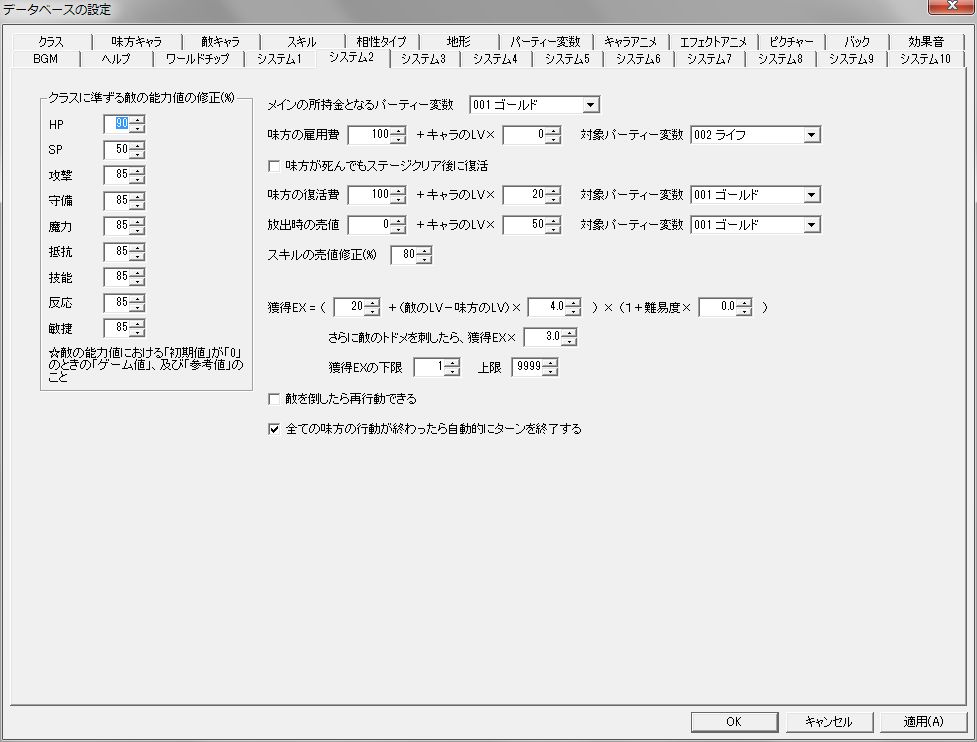 データベースの設定
クラス 味方キャラ 敵キャラ スキル 相性タイプ 地形 パーティー変数 キャラアニメ エフェクトアニメ ピクチャー バック 効果音
BGM ヘルプ ワールドチップ システム1 システム2 システム3 システム4 システム5 システム6 システム7 システム8 システム9 システム10
クラスに準ずる敵の能力値の修正(%)
HP 90
SP 50
攻撃 85
守備 85
魔力 85
抵抗 85
技能 85
反応 85
敏捷 85
☆敵の能力値における「初期値」が「0」
のときの「ゲーム値」、及び「参考値」の
こと
メインの所持金となるパーティー変数 001 ゴールド
味方の雇用費 100 +キャラのLV× 0 対象パーティー変数 002 ライフ
味方が死んでもステージクリア後に復活
味方の復活費 100 +キャラのLV× 20 対象パーティー変数 001 ゴールド
放出時の売値 0 +キャラのLV× 50 対象パーティー変数 001 ゴールド
スキルの売値修正(%) 80
獲得EX=( 20 +(敵のLV-味方のLV)× 4.0 )×(1+難易度× 0.0 )
さらに敵のトドメを刺したら、獲得EX× 3.0
獲得EXの下限 1 上限 9999
敵を倒したら再行動できる
全ての味方の行動が終わったら自動的にターンを終了する
OK キャンセル 適用(A)